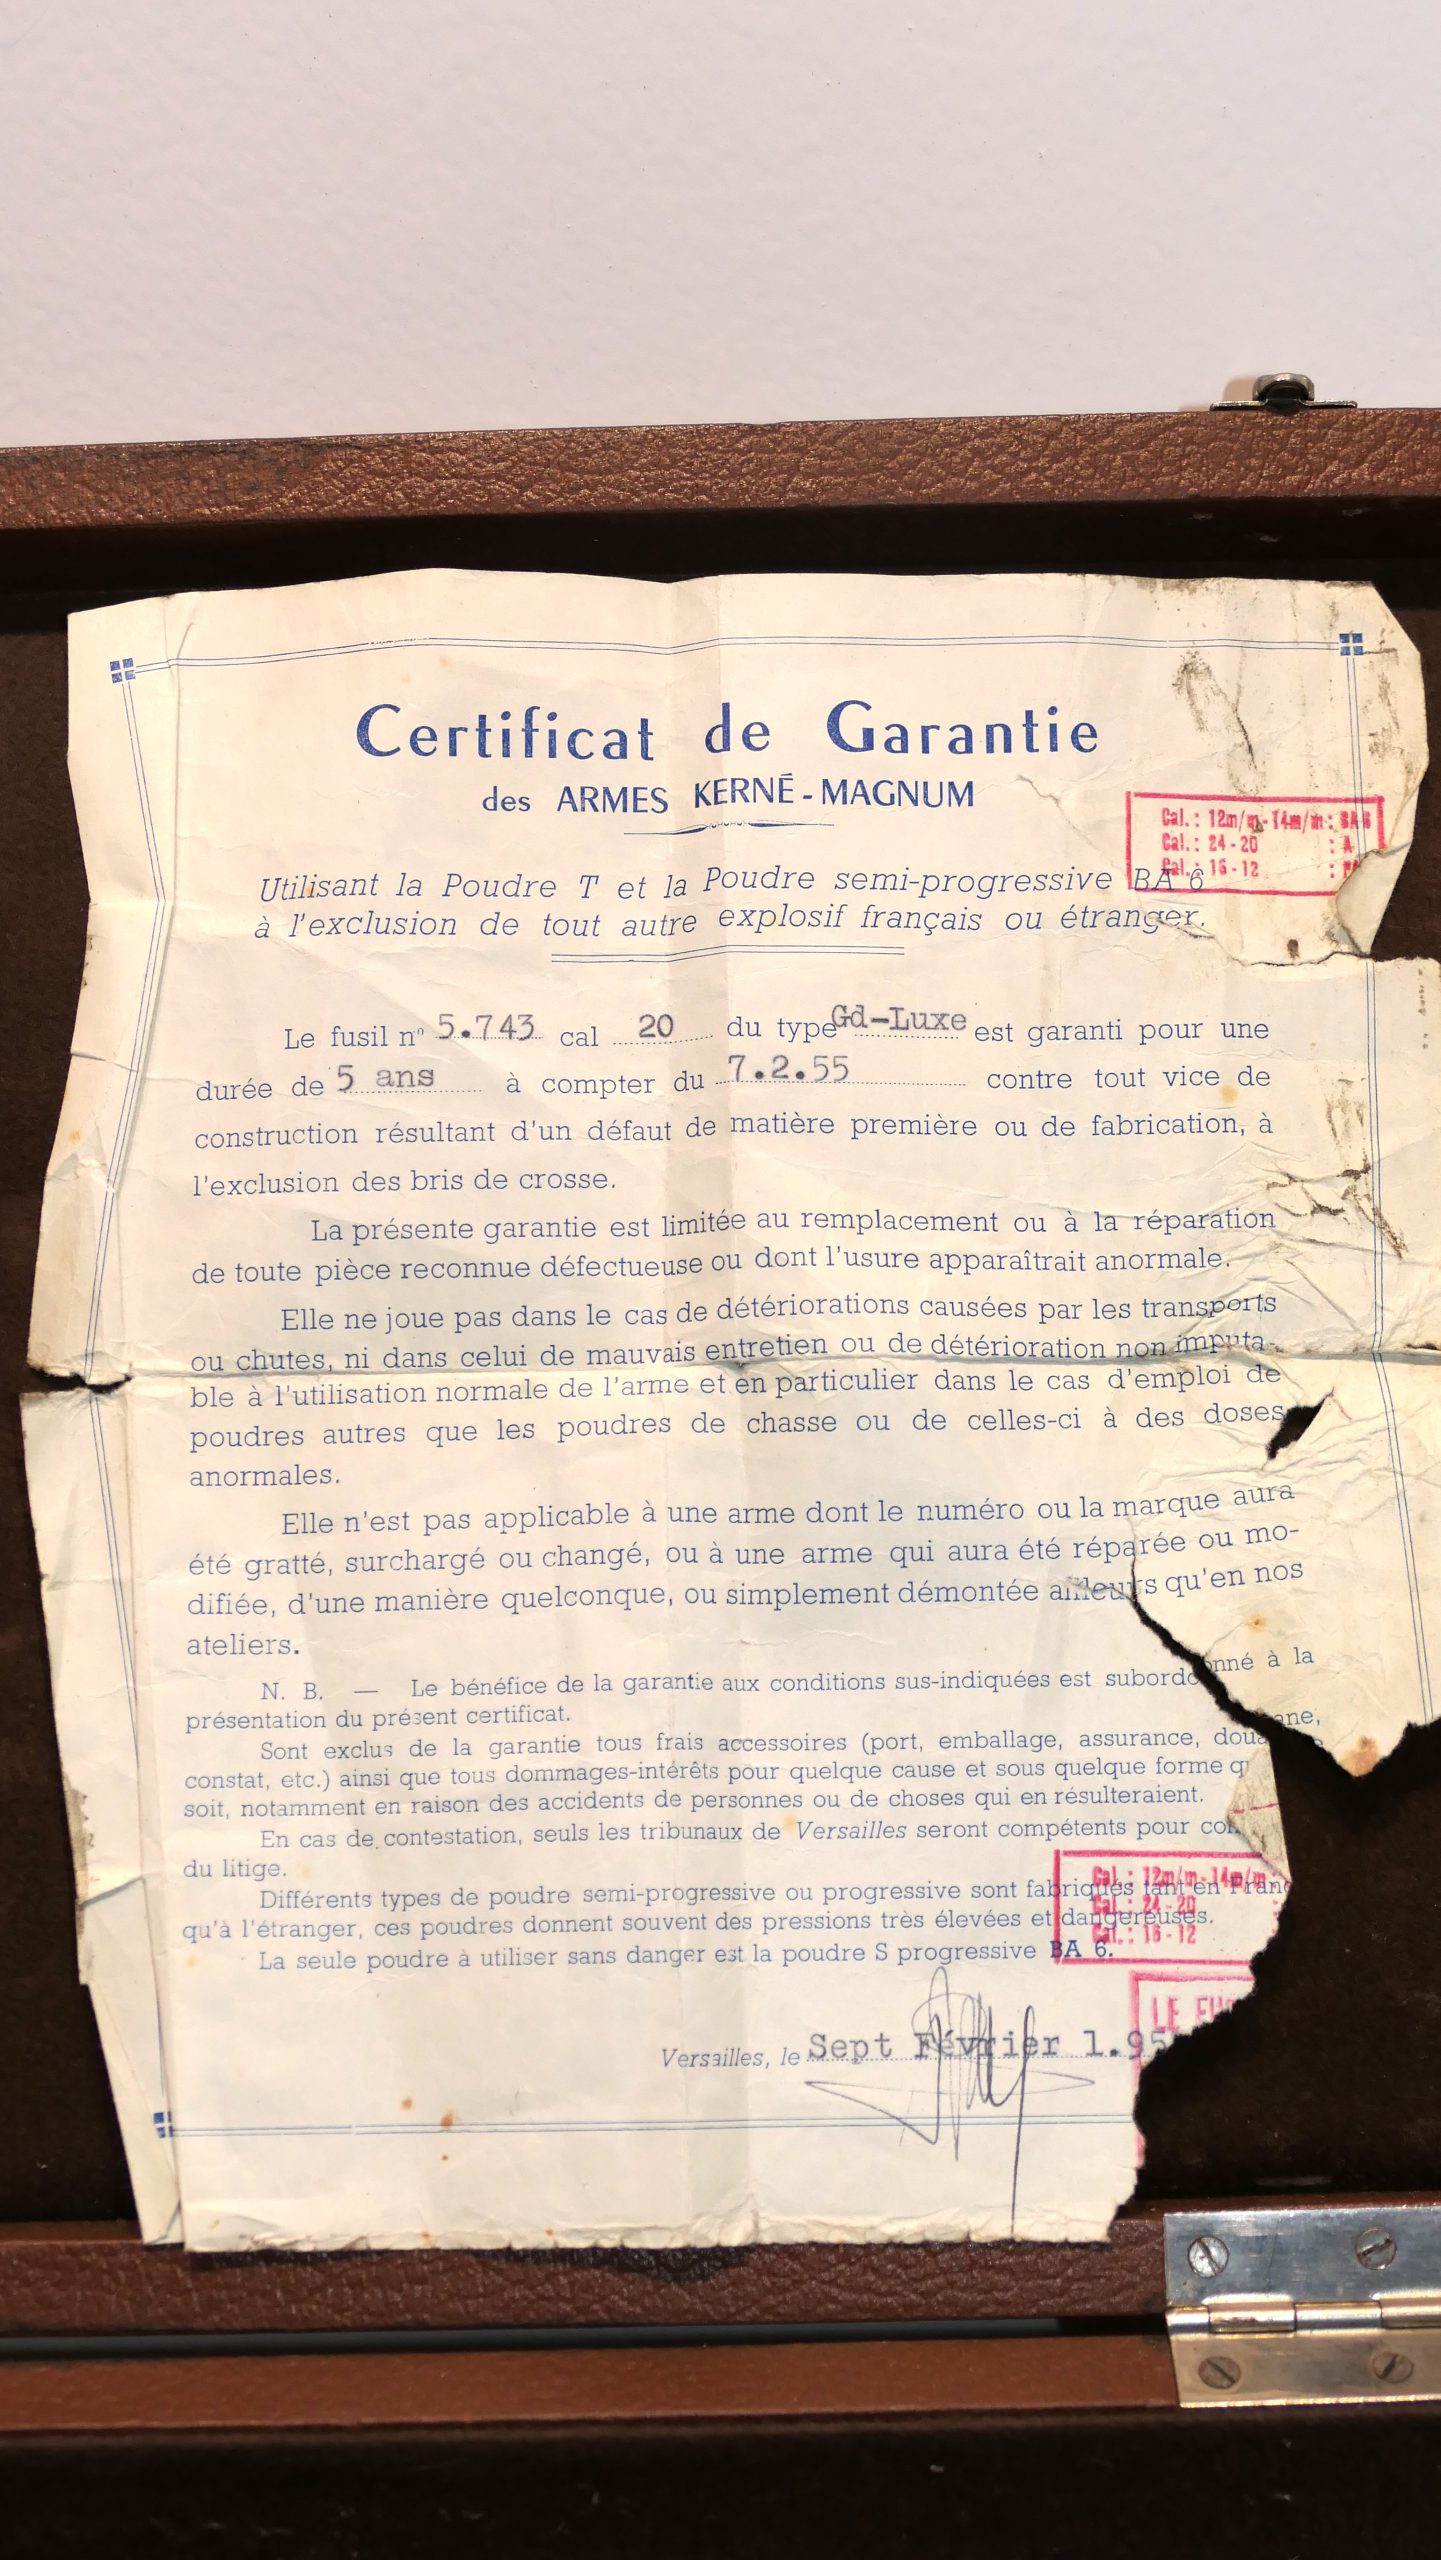 Certificat de Garantie
des ARMES KERNÉ-MAGNUM
Cal.: 12m/m-14m/m:
Cal.: 24-20 : A
Cal.: 16-12 :
Utilisant la Poudre T et la Poudre semi-progressive BA 6
à l'exclusion de tout autre explosif français ou étranger.
Le fusil nº 5.743 cal 20 du type Gd-Luxe est garanti pour une
durée de 5 ans à compter du 7.2.55 contre tout vice de
construction résultant d'un défaut de matière première ou de fabrication, à
l'exclusion des bris de crosse.
La présente garantie est limitée au remplacement ou à la réparation
de toute pièce reconnue défectueuse ou dont l'usure apparaîtrait anormale.
Elle ne joue pas dans le cas de détériorations causées par les transports
ou chutes, ni dans celui de mauvais entretien ou de détérioration non imputa-
ble à l'utilisation normale de l'arme et en particulier dans le cas d'emploi de
poudres autres que les poudres de chasse ou de celles-ci à des doses
anormales.
Elle n'est pas applicable à une arme dont le numéro ou la marque aura
été gratté, surchargé ou changé, ou à une arme qui aura été réparée ou mo-
difiée, d'une manière quelconque, ou simplement démontée ailleurs qu'en nos
ateliers.
N. B. — Le bénéfice de la garantie aux conditions sus-indiquées est subordonné à la
présentation du présent certificat.
Sont exclus de la garantie tous frais accessoires (port, emballage, assurance, douane,
constat, etc.) ainsi que tous dommages-intérêts pour quelque cause et sous quelque forme
soit, notamment en raison des accidents de personnes ou de choses qui en résulteraient.
En cas de contestation, seuls les tribunaux de Versailles seront compétents pour
du litige.
Différents types de poudre semi-progressive ou progressive sont fabriqués tant en
qu'à l'étranger, ces poudres donnent souvent des pressions très élevées et dangereuses.
La seule poudre à utiliser sans danger est la poudre S progressive BA 6.
Cal.: 12m/m-14m/m
Cal.: 24-20
Cal.: 16-12
LE
Versailles, le Sept Février 1.95